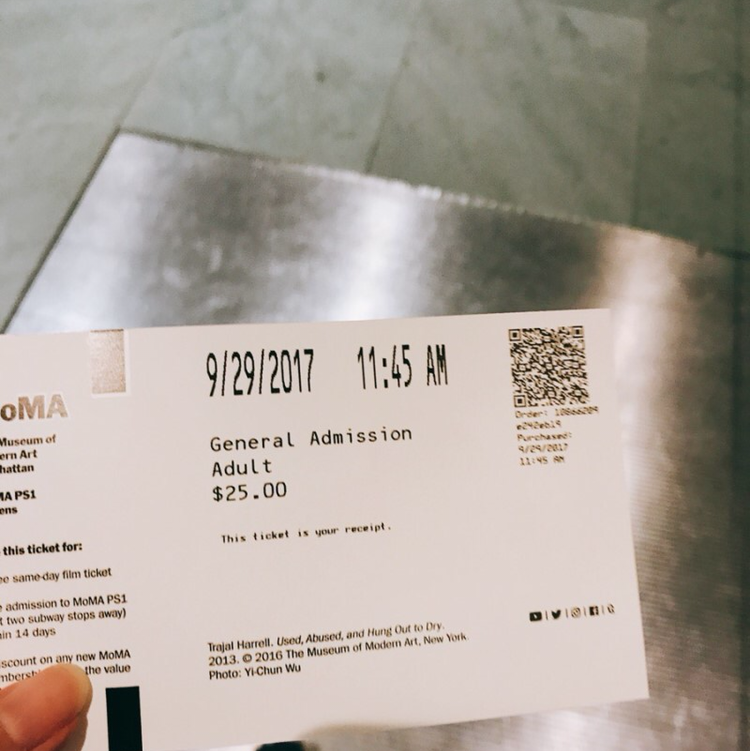 oMA
Museum of
ern Art
hattan
MA PS1
ens
this ticket for:
ee same-day film ticket
admission to MoMA PS1
t two subway stops away)
in 14 days
scount on any new MoMA
the value
9/29/2017 11:45 AM
General Admission
Adult
$25.00
This ticket is your receipt.
Trajal Harrell. Used, Abused, and Hung Out to Dry.
2013. © 2016 The Museum of Modern Art, New York
Photo: Yi-Chun Wu
Order:
Purchased:
9/29/2017
11:45 AM